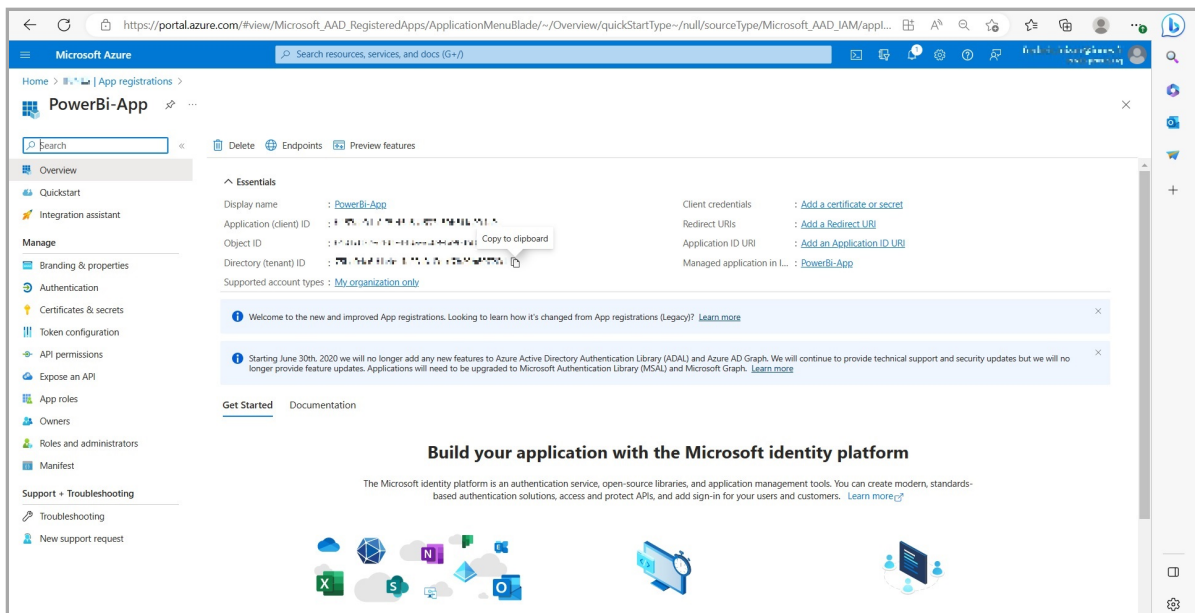 https://portal.azure.com/#view/Microsoft_AAD_RegisteredApps/ApplicationMenuBlade/~/Overview/quickStartType~/null/sourceType/Microsoft_AAD_IAM/appI...
Microsoft Azure
Search resources, services, and docs (G+/)
1
Home > | App registrations >
PowerBi-App
Search
Delete
Endpoints
Preview features
Overview
Quickstart
Integration assistant
Manage
Branding & properties
Authentication
Certificates & secrets
Token configuration
API permissions
Expose an API
App roles
Owners
Roles and administrators
Manifest
Support + Troubleshooting
Troubleshooting
New support request
Essentials
Display name : PowerBi-App
Application (client) ID :
Object ID :
Copy to clipboard
Directory (tenant) ID :
Supported account types : My organization only
Client credentials : Add a certificate or secret
Redirect URIs : Add a Redirect URI
Application ID URI : Add an Application ID URI
Managed application in l... : PowerBi-App
Welcome to the new and improved App registrations. Looking to learn how it's changed from App registrations (Legacy)? Learn more
Starting June 30th, 2020 we will no longer add any new features to Azure Active Directory Authentication Library (ADAL) and Azure AD Graph. We will continue to provide technical support and security updates but we will no
longer provide feature updates. Applications will need to be upgraded to Microsoft Authentication Library (MSAL) and Microsoft Graph. Learn more
Get Started
Documentation
Build your application with the Microsoft identity platform
The Microsoft identity platform is an authentication service, open-source libraries, and application management tools. You can create modern, standards-
based authentication solutions, access and protect APIs, and add sign-in for your users and customers. Learn more